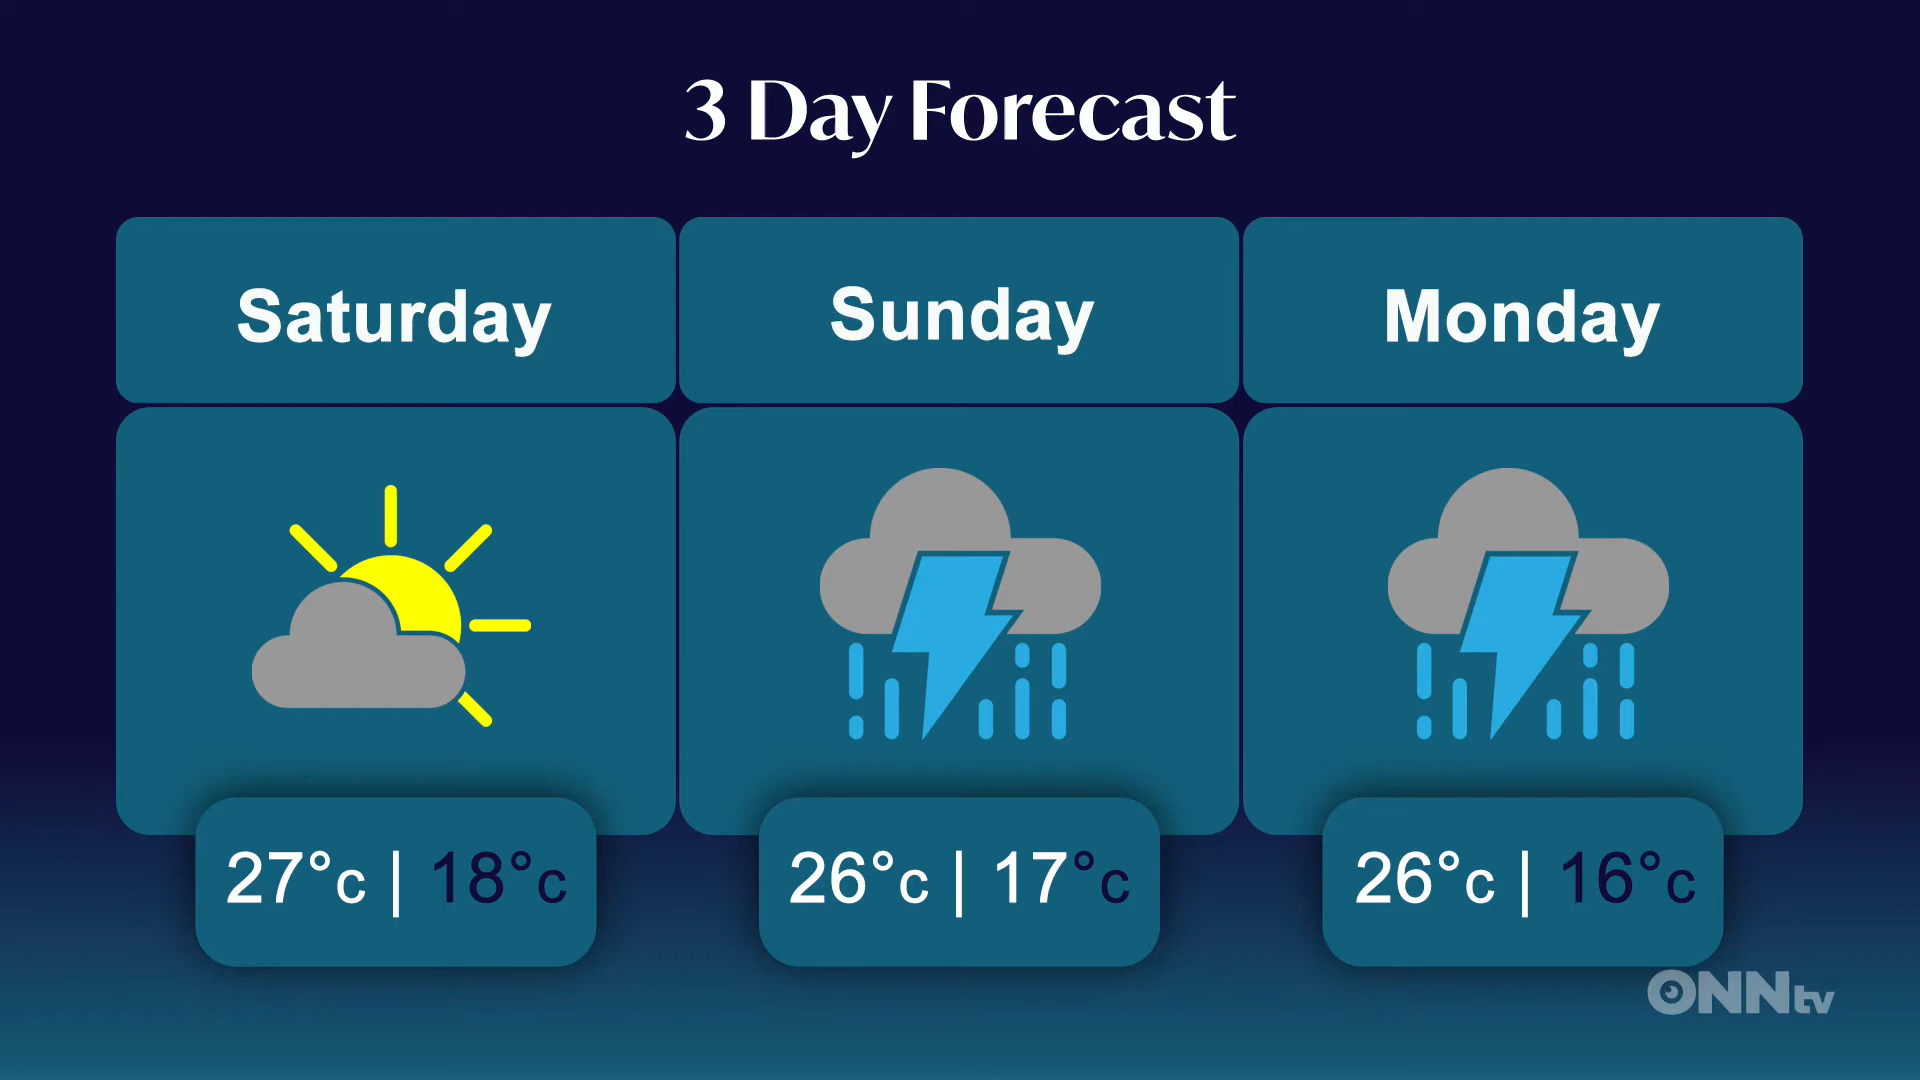 3 Day Forecast
Saturday
Sunday
Monday
27°c | 18°c
26°c | 17°c
26°c | 16°c
ONNtv